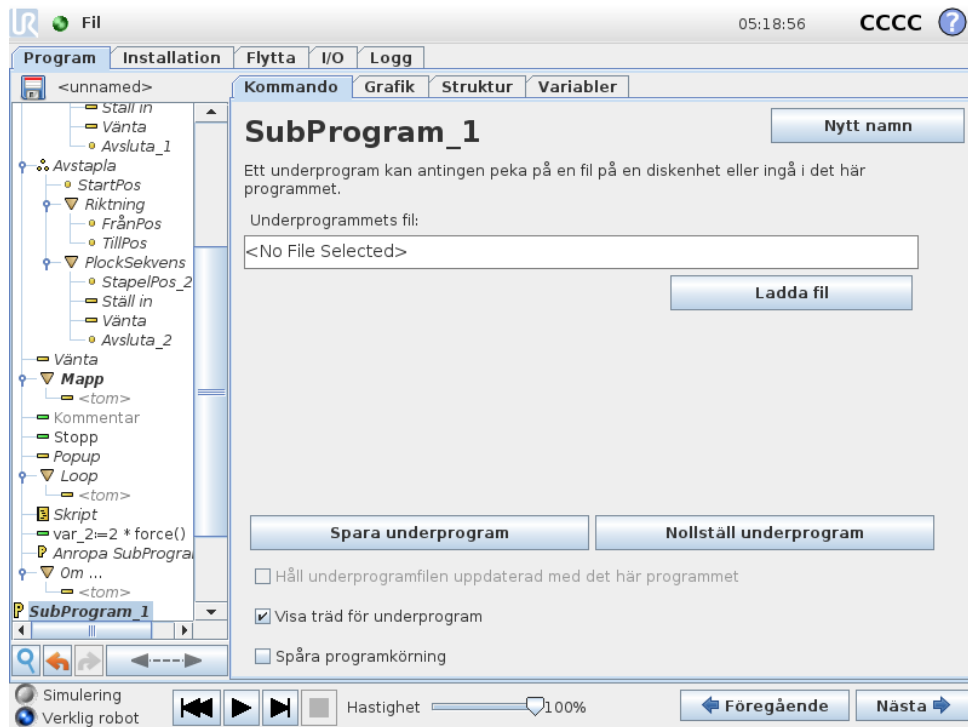 UR Fil 05:18:56 CCCC ?
Program Installation Flytta I/O Logg
<unnamed>
Kommando Grafik Struktur Variabler
Ställ in
Vänta
Avsluta_1
Avstapla
StartPos
Riktning
FrånPos
TillPos
PlockSekvens
StapelPos_2
Ställ in
Vänta
Avsluta_2
Vänta
Mapp
<tom>
Kommentar
Stopp
Popup
Loop
<tom>
Skript
var_2:=2 * force()
Anropa SubProgra
Om ...
<tom>
SubProgram_1
SubProgram_1
Nytt namn
Ett underprogram kan antingen peka på en fil på en diskenhet eller ingå i det här
programmet.
Underprogrammets fil:
<No File Selected>
Ladda fil
Spara underprogram
Nollställ underprogram
Håll underprogramfilen uppdaterad med det här programmet
Visa träd för underprogram
Spåra programkörning
Simulering
Verklig robot
Hastighet 100%
Föregående
Nästa